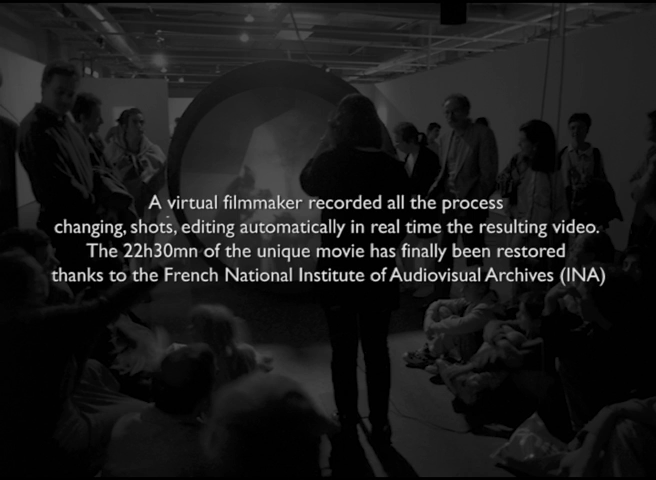 A virtual filmmaker recorded all the process
changing, shots, editing automatically in real time the resulting video.
The 22h30mn of the unique movie has finally been restored
thanks to the French National Institute of Audiovisual Archives (INA)